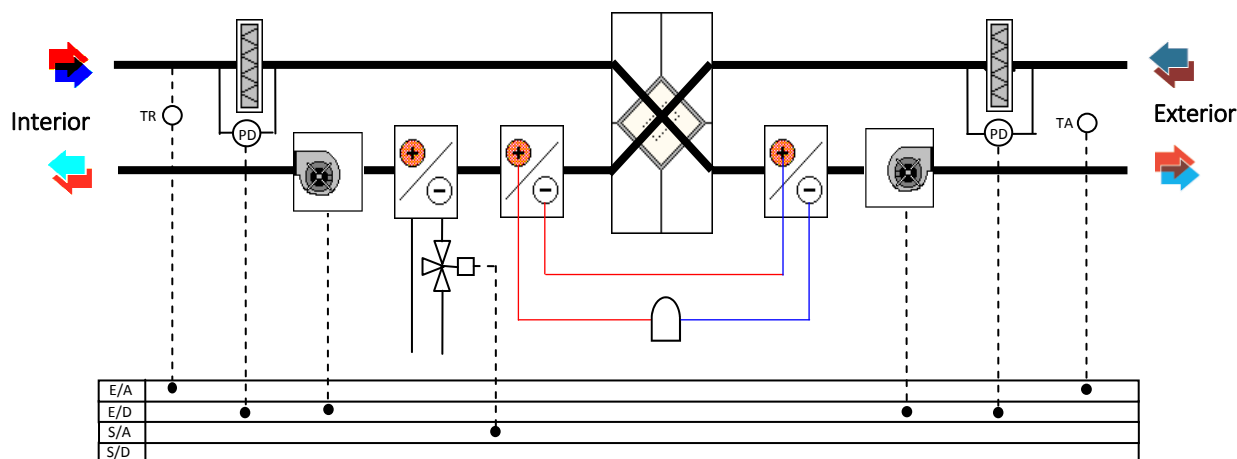 TR
PD
Interior
PD
TA
Exterior
E/A
E/D
S/A
S/D